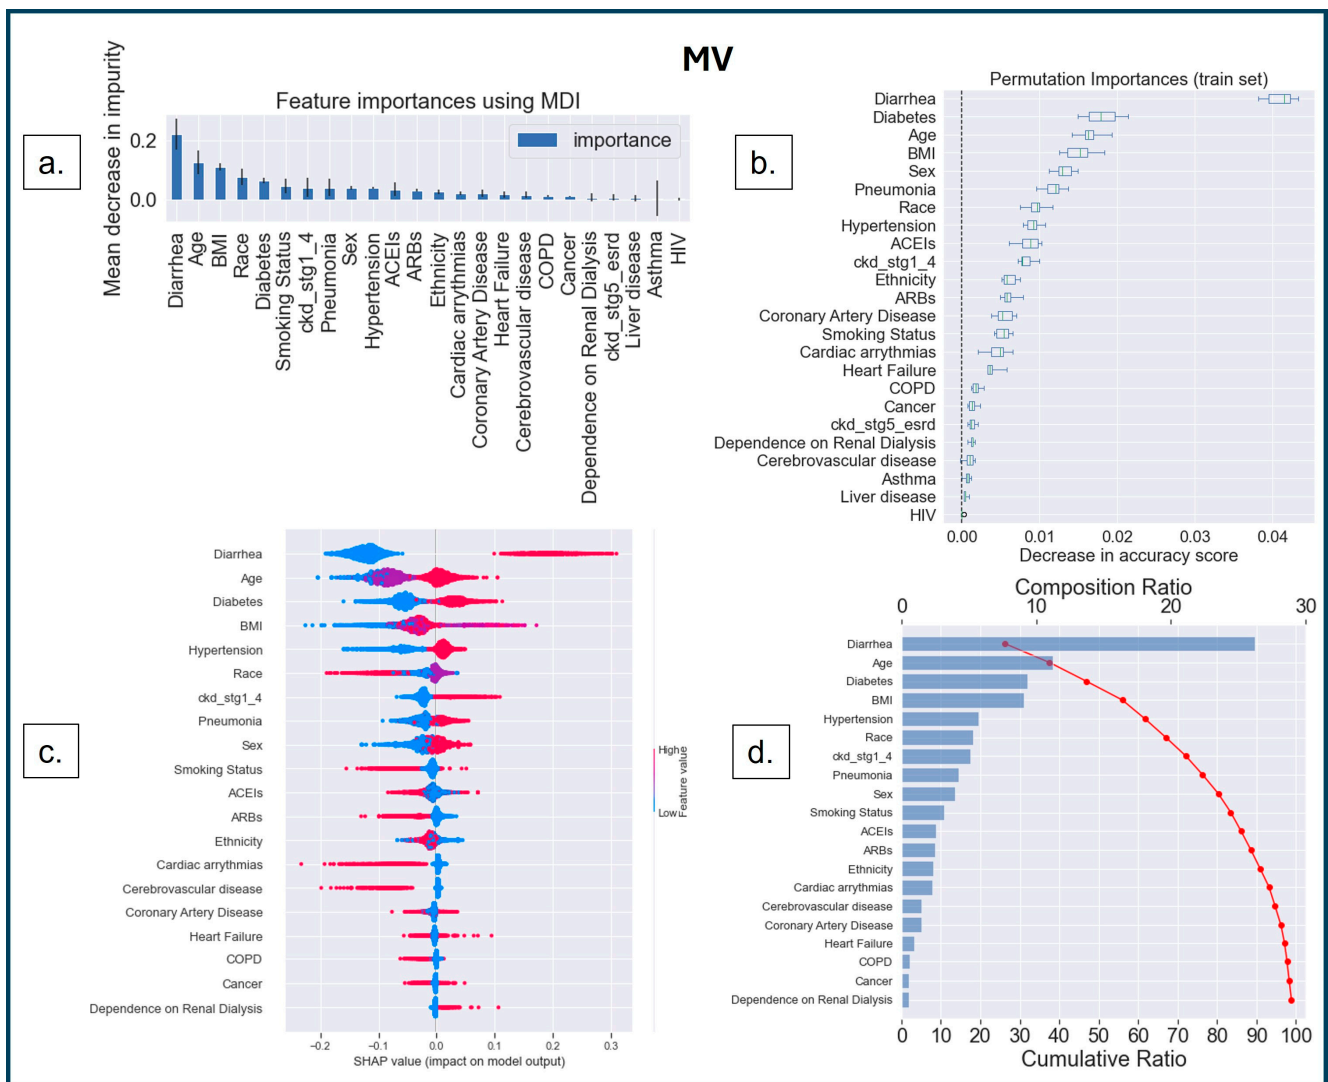 MV
a.
Feature importances using MDI
Mean decrease in impurity
0.2
0.0
importance
Diarrhea
Age
BMI
Race
Diabetes
Smoking Status
ckd_stg1_4
Pneumonia
Sex
Hypertension
ACEIs
ARBs
Ethnicity
Cardiac arrythmias
Coronary Artery Disease
Heart Failure
Cerebrovascular disease
COPD
Cancer
Dependence on Renal Dialysis
ckd_stg5_esrd
Liver disease
Asthma
HIV
b.
Permutation Importances (train set)
Diarrhea
Diabetes
Age
BMI
Sex
Pneumonia
Race
Hypertension
ACEIs
ckd_stg1_4
Ethnicity
ARBs
Coronary Artery Disease
Smoking Status
Cardiac arrythmias
Heart Failure
COPD
Cancer
ckd_stg5_esrd
Dependence on Renal Dialysis
Cerebrovascular disease
Asthma
Liver disease
HIV
0.00 0.01 0.02 0.03 0.04
Decrease in accuracy score
c.
Diarrhea
Age
Diabetes
BMI
Hypertension
Race
ckd_stg1_4
Pneumonia
Sex
Smoking Status
ACEIs
ARBs
Ethnicity
Cardiac arrythmias
Cerebrovascular disease
Coronary Artery Disease
Heart Failure
COPD
Cancer
Dependence on Renal Dialysis
−0.2 −0.1 0.0 0.1 0.2 0.3
SHAP value (impact on model output)
High
Low
Feature value
d.
Composition Ratio
0 10 20 30
Diarrhea
Age
Diabetes
BMI
Hypertension
Race
ckd_stg1_4
Pneumonia
Sex
Smoking Status
ACEIs
ARBs
Ethnicity
Cardiac arrythmias
Cerebrovascular disease
Coronary Artery Disease
Heart Failure
COPD
Cancer
Dependence on Renal Dialysis
0 10 20 30 40 50 60 70 80 90 100
Cumulative Ratio